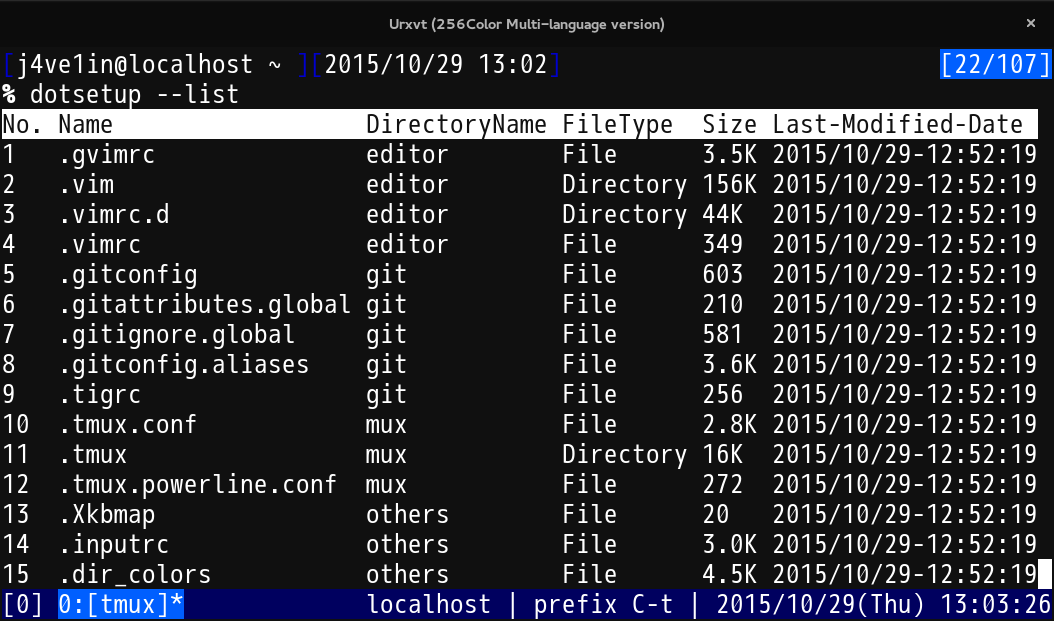 Urxvt (256Color Multi-language version) ×
[j4ve1in@localhost ~ ][2015/10/29 13:02] [22/107]
% dotsetup --list
No. Name DirectoryName FileType Size Last-Modified-Date
1 .gvimrc editor File 3.5K 2015/10/29-12:52:19
2 .vim editor Directory 156K 2015/10/29-12:52:19
3 .vimrc.d editor Directory 44K 2015/10/29-12:52:19
4 .vimrc editor File 349 2015/10/29-12:52:19
5 .gitconfig git File 603 2015/10/29-12:52:19
6 .gitattributes.global git File 210 2015/10/29-12:52:19
7 .gitignore.global git File 581 2015/10/29-12:52:19
8 .gitconfig.aliases git File 3.6K 2015/10/29-12:52:19
9 .tigrc git File 256 2015/10/29-12:52:19
10 .tmux.conf mux File 2.8K 2015/10/29-12:52:19
11 .tmux mux Directory 16K 2015/10/29-12:52:19
12 .tmux.powerline.conf mux File 272 2015/10/29-12:52:19
13 .Xkbmap others File 20 2015/10/29-12:52:19
14 .inputrc others File 3.0K 2015/10/29-12:52:19
15 .dir_colors others File 4.5K 2015/10/29-12:52:19
[0] 0:[tmux]* localhost | prefix C-t | 2015/10/29(Thu) 13:03:26